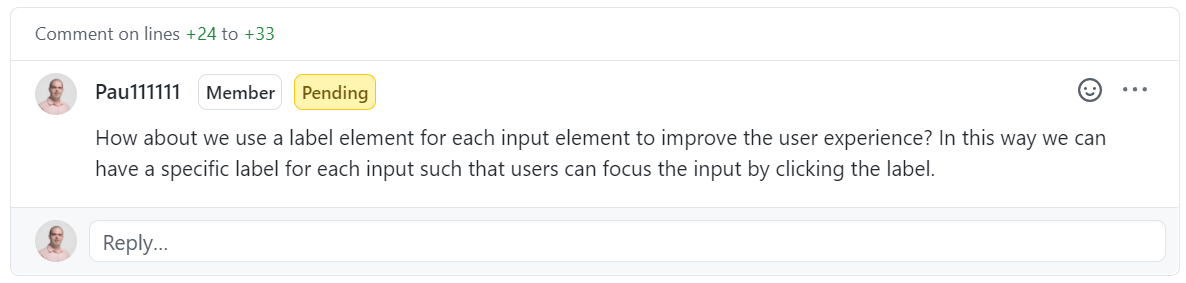 Comment on lines +24 to +33
Pau111111 Member Pending
How about we use a label element for each input element to improve the user experience? In this way we can
have a specific label for each input such that users can focus the input by clicking the label.
Reply...